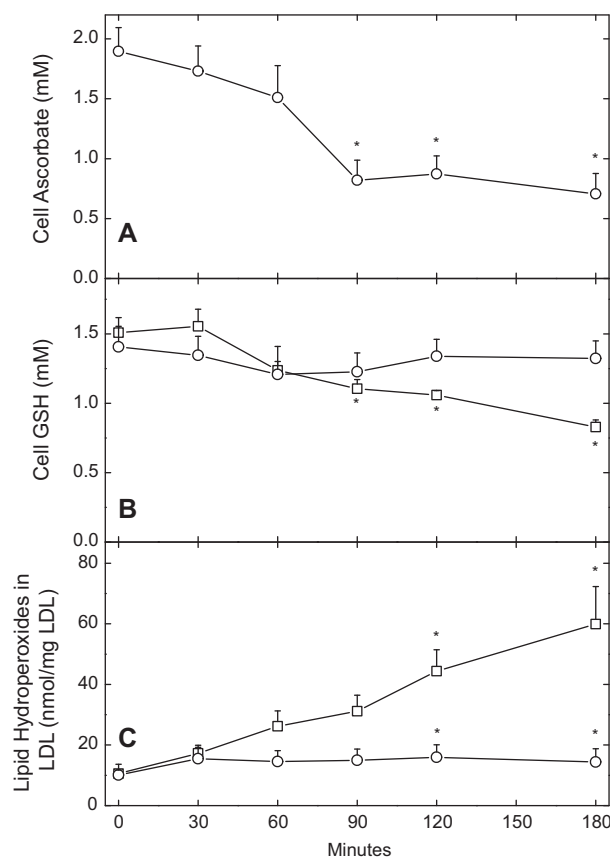 2.0
1.5
1.0
0.5
0.0
Cell Ascorbate (mM)
*
*
*
A
1.5
1.0
0.5
0.0
Cell GSH (mM)
*
*
*
B
80
60
40
20
0
Lipid Hydroperoxides in
LDL (nmol/mg LDL)
*
*
*
*
C
0 30 60 90 120 150 180
Minutes